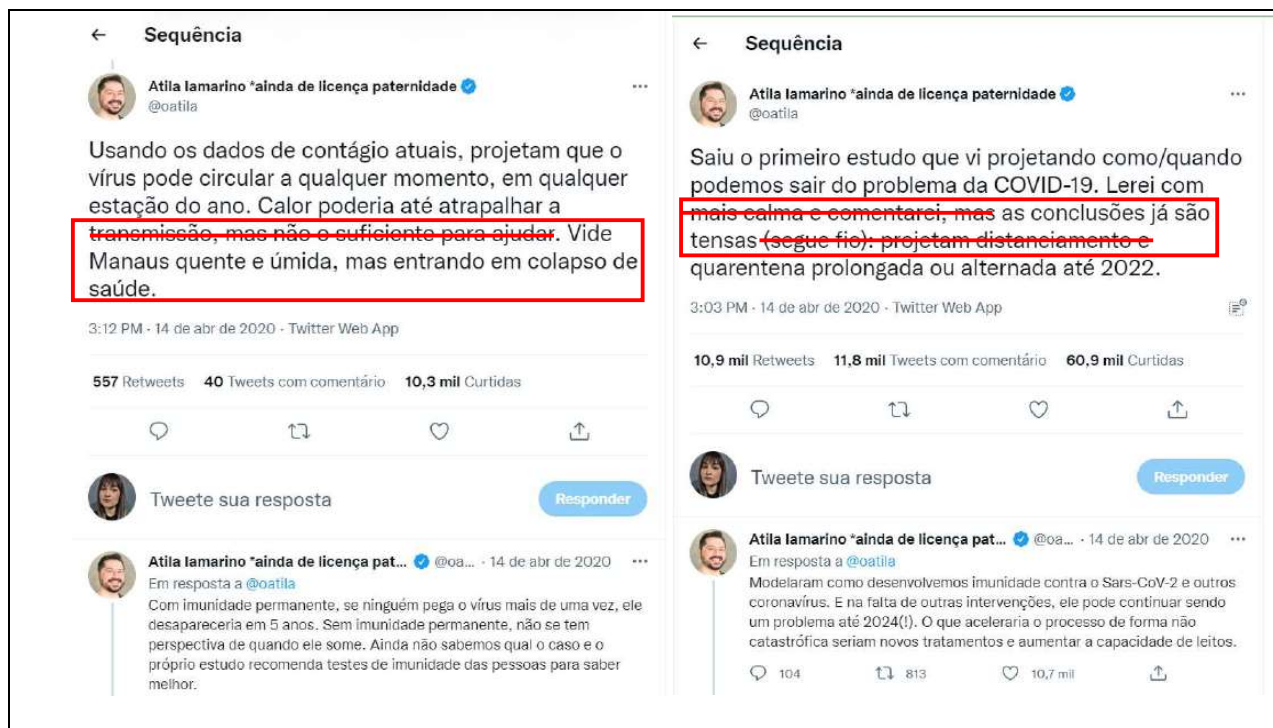 Sequência
Atila Iamarino *ainda de licença paternidade
@oatila
Usando os dados de contágio atuais, projetam que o
vírus pode circular a qualquer momento, em qualquer
estação do ano. Calor poderia até atrapalhar a
transmissão, mas não o suficiente para ajudar. Vide
Manaus quente e úmida, mas entrando em colapso de
saúde.
3:12 PM · 14 de abr de 2020 · Twitter Web App
557 Retweets 40 Tweets com comentário 10,3 mil Curtidas
Tweete sua resposta
Responder
Atila Iamarino *ainda de licença pat... @oa... · 14 de abr de 2020
Em resposta a @oatila
Com imunidade permanente, se ninguém pega o vírus mais de uma vez, ele
desapareceria em 5 anos. Sem imunidade permanente, não se tem
perspectiva de quando ele some. Ainda não sabemos qual o caso e o
próprio estudo recomenda testes de imunidade das pessoas para saber
melhor.
Sequência
Atila Iamarino *ainda de licença paternidade
@oatila
Saiu o primeiro estudo que vi projetando como/quando
podemos sair do problema da COVID-19. Lerei com
mais calma e comentarei, mas as conclusões já são
tensas (segue fio): projetam distanciamento e
quarentena prolongada ou alternada até 2022.
3:03 PM · 14 de abr de 2020 · Twitter Web App
10,9 mil Retweets 11,8 mil Tweets com comentário 60,9 mil Curtidas
Tweete sua resposta
Responder
Atila Iamarino *ainda de licença pat... @oa... · 14 de abr de 2020
Em resposta a @oatila
Modelaram como desenvolvemos imunidade contra o Sars-CoV-2 e outros
coronavírus. E na falta de outras intervenções, ele pode continuar sendo
um problema até 2024(!). O que aceleraria o processo de forma não
catastrófica seriam novos tratamentos e aumentar a capacidade de leitos.
104 813 10,7 mil